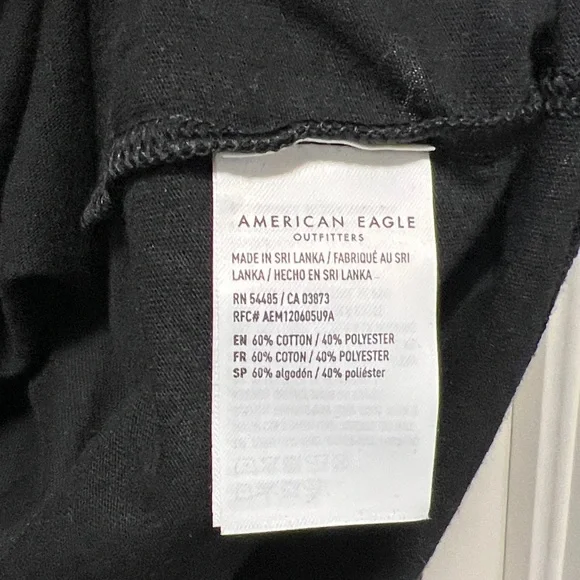 AMERICAN EAGLE
OUTFITTERS
MADE IN SRI LANKA / FABRIQUÉ AU SRI
LANKA / HECHO EN SRI LANKA
RN 54485 / CA 03873
RFC# AEM120605U9A
EN 60% COTTON / 40% POLYESTER
FR 60% COTON / 40% POLYESTER
SP 60% algodón / 40% poliéster